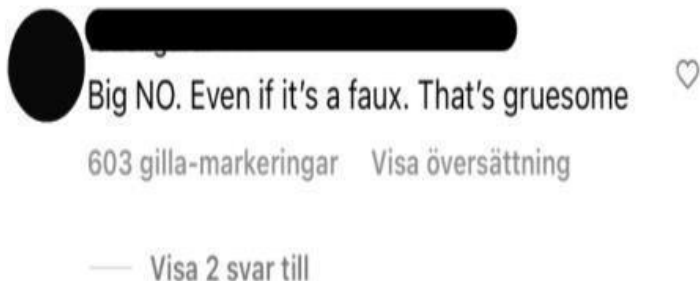 Big NO. Even if it's a faux. That's gruesome
603 gilla-markeringar Visa översättning
Visa 2 svar till